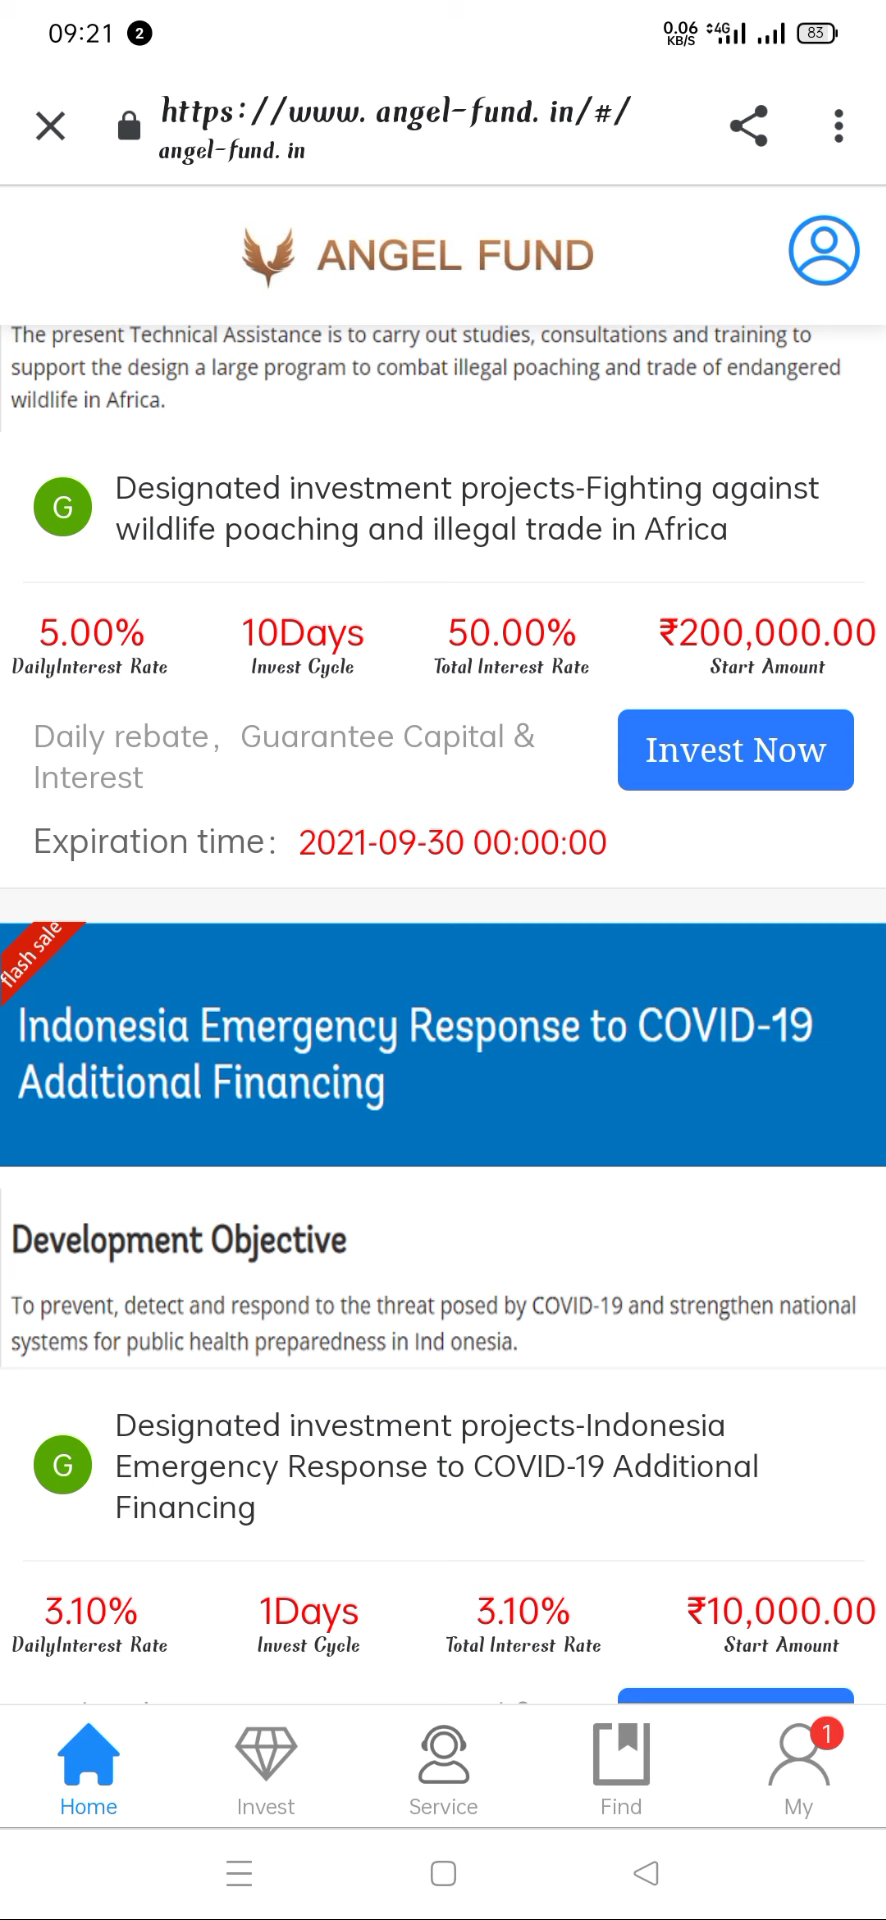 09:21 2 0.06 KB/S 4G 83
https://www. angel-fund. in/#/
angel-fund. in
ANGEL FUND
The present Technical Assistance is to carry out studies, consultations and training to
support the design a large program to combat illegal poaching and trade of endangered
wildlife in Africa.
G
Designated investment projects-Fighting against
wildlife poaching and illegal trade in Africa
5.00% 10Days 50.00% ₹200,000.00
DailyInterest Rate Invest Cycle Total Interest Rate Start Amount
Daily rebate，Guarantee Capital &
Interest
Invest Now
Expiration time： 2021-09-30 00:00:00
flash sale
Indonesia Emergency Response to COVID-19
Additional Financing
Development Objective
To prevent, detect and respond to the threat posed by COVID-19 and strengthen national
systems for public health preparedness in Ind onesia.
G
Designated investment projects-Indonesia
Emergency Response to COVID-19 Additional
Financing
3.10% 1Days 3.10% ₹10,000.00
DailyInterest Rate Invest Cycle Total Interest Rate Start Amount
1
Home Invest Service Find My